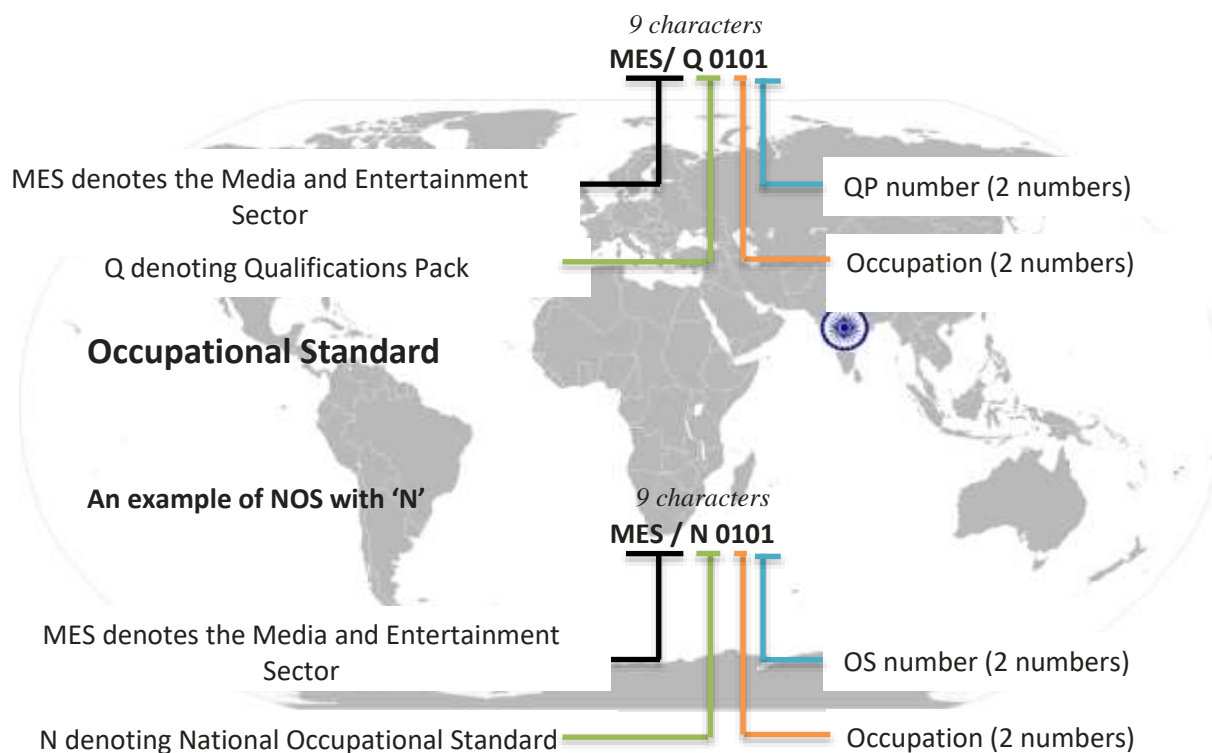 9 characters
MES/ Q 0101
MES denotes the Media and Entertainment
Sector
QP number (2 numbers)
Q denoting Qualifications Pack
Occupation (2 numbers)
Occupational Standard
An example of NOS with ‘N’
9 characters
MES / N 0101
MES denotes the Media and Entertainment
Sector
OS number (2 numbers)
N denoting National Occupational Standard
Occupation (2 numbers)